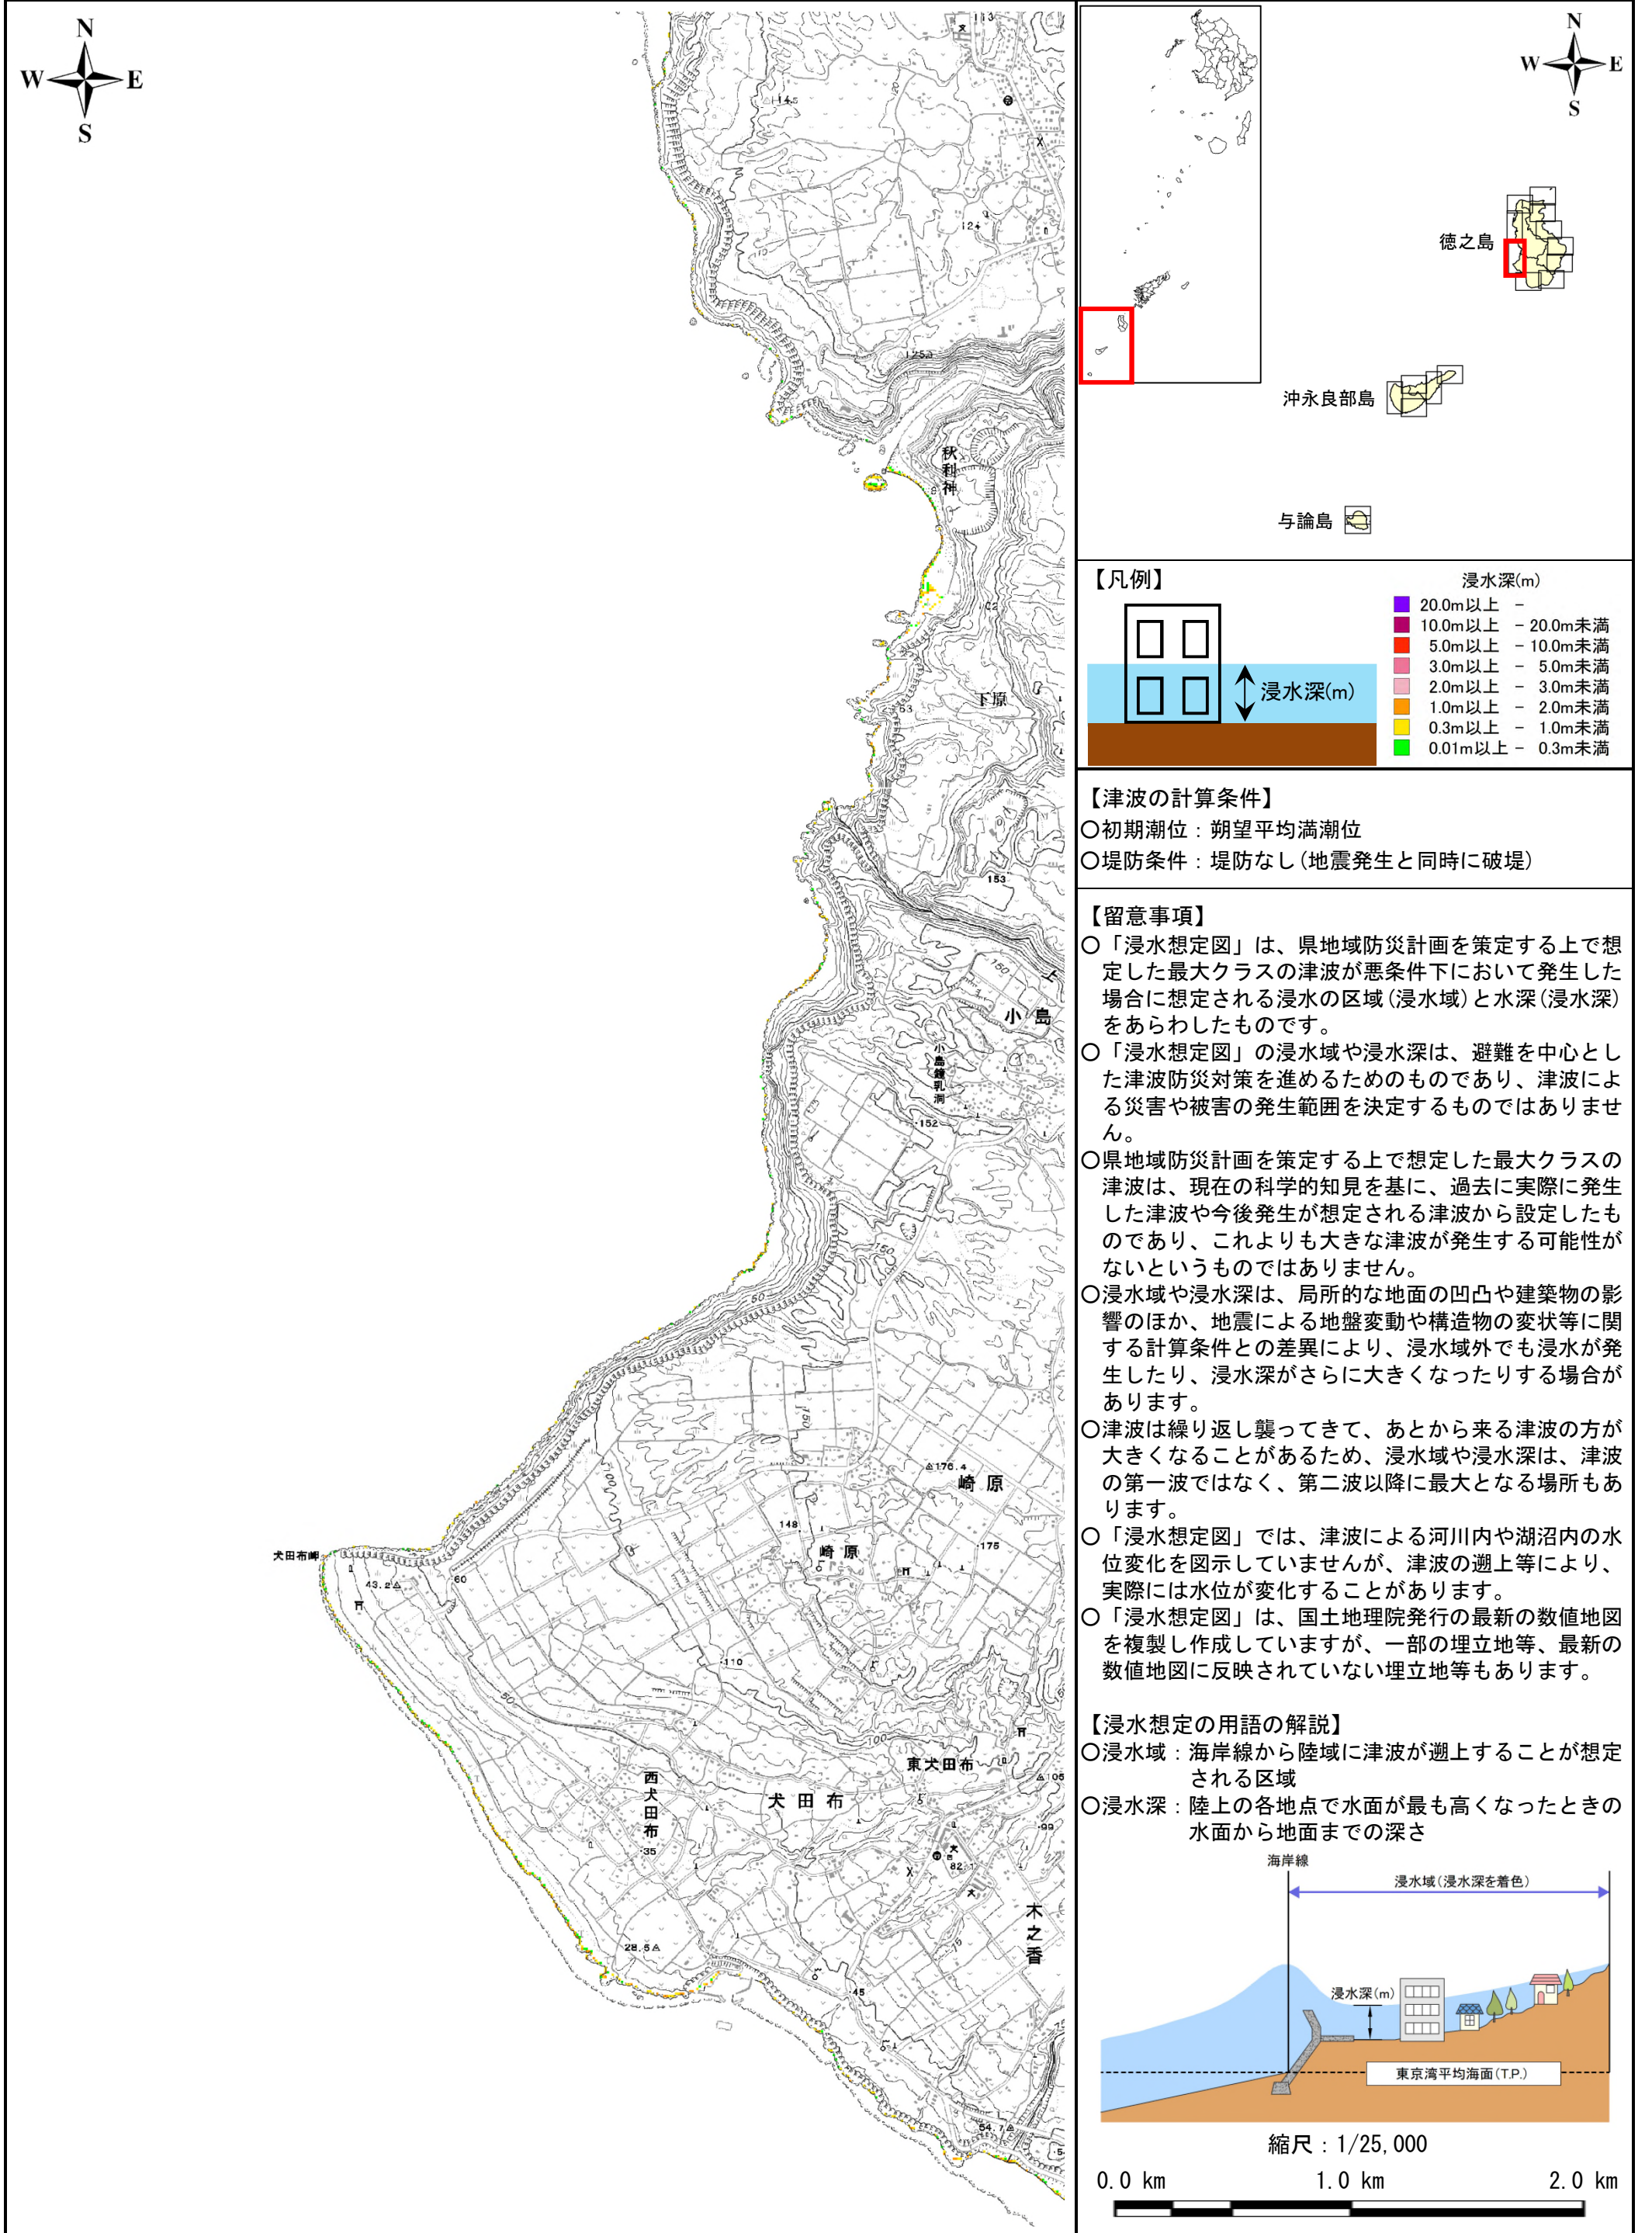 N
W E
S
113
114.5
124
125.3
秋利神
8
102
下原
63
153
150
小島
小島鐘乳洞
152
150
50
150
100
176.4
崎原
148
崎原
175
犬田布岬
43.2
60
110
50
100
東犬田布
106
西犬田布
犬田布
99
35
82.1
木之香
28.5
75
45
54.7
N
W E
S
徳之島
沖永良部島
与論島
【凡例】
浸水深(m)
浸水深(m)
20.0m以上 -
10.0m以上 - 20.0m未満
5.0m以上 - 10.0m未満
3.0m以上 - 5.0m未満
2.0m以上 - 3.0m未満
1.0m以上 - 2.0m未満
0.3m以上 - 1.0m未満
0.01m以上 - 0.3m未満
【津波の計算条件】
○初期潮位：朔望平均満潮位
○堤防条件：堤防なし(地震発生と同時に破堤)
【留意事項】
○「浸水想定図」は、県地域防災計画を策定する上で想
定した最大クラスの津波が悪条件下において発生した
場合に想定される浸水の区域(浸水域)と水深(浸水深)
をあらわしたものです。
○「浸水想定図」の浸水域や浸水深は、避難を中心とし
た津波防災対策を進めるためのものであり、津波によ
る災害や被害の発生範囲を決定するものではありませ
ん。
○県地域防災計画を策定する上で想定した最大クラスの
津波は、現在の科学的知見を基に、過去に実際に発生
した津波や今後発生が想定される津波から設定したも
のであり、これよりも大きな津波が発生する可能性が
ないというものではありません。
○浸水域や浸水深は、局所的な地面の凹凸や建築物の影
響のほか、地震による地盤変動や構造物の変状等に関
する計算条件との差異により、浸水域外でも浸水が発
生したり、浸水深がさらに大きくなったりする場合が
あります。
○津波は繰り返し襲ってきて、あとから来る津波の方が
大きくなることがあるため、浸水域や浸水深は、津波
の第一波ではなく、第二波以降に最大となる場所もあ
ります。
○「浸水想定図」では、津波による河川内や湖沼内の水
位変化を図示していませんが、津波の遡上等により、
実際には水位が変化することがあります。
○「浸水想定図」は、国土地理院発行の最新の数値地図
を複製し作成していますが、一部の埋立地等、最新の
数値地図に反映されていない埋立地等もあります。
【浸水想定の用語の解説】
○浸水域：海岸線から陸域に津波が遡上することが想定
される区域
○浸水深：陸上の各地点で水面が最も高くなったときの
水面から地面までの深さ
海岸線
浸水域(浸水深を着色)
浸水深(m)
東京湾平均海面(T.P.)
縮尺：1/25,000
0.0 km 1.0 km 2.0 km